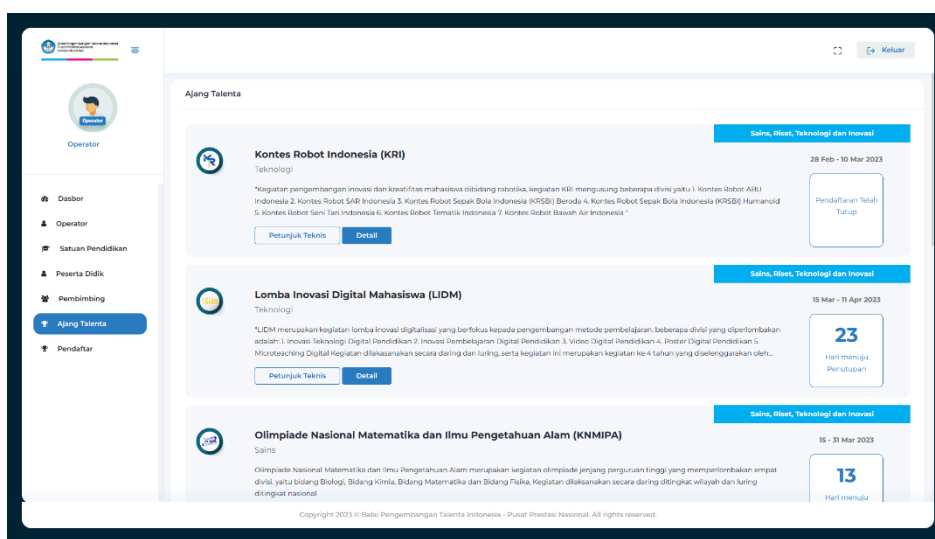 Balai Pengembangan Talenta Indonesia
Pusat Prestasi Nasional
Keluar
Operator
Operator
Dasbor
Operator
Satuan Pendidikan
Peserta Didik
Pembimbing
Ajang Talenta
Pendaftar
Ajang Talenta
Sains, Riset, Teknologi dan Inovasi
Kontes Robot Indonesia (KRI)
Teknologi
28 Feb - 10 Mar 2023
"Kegiatan pengembangan inovasi dan kreatifitas mahasiswa dibidang robotika, kegiatan KRI mengusung beberapa divisi yaitu 1. Kontes Robot ABU
Indonesia 2. Kontes Robot SAR Indonesia 3. Kontes Robot Sepak Bola Indonesia (KRSBI) Beroda 4. Kontes Robot Sepak Bola Indonesia (KRSBI) Humanoid
5. Kontes Robot Seni Tari Indonesia 6. Kontes Robot Tematik Indonesia 7. Kontes Robot Bawah Air Indonesia "
Pendaftaran Telah
Tutup
Petunjuk Teknis
Detail
Sains, Riset, Teknologi dan Inovasi
Lomba Inovasi Digital Mahasiswa (LIDM)
Teknologi
15 Mar - 11 Apr 2023
"LIDM merupakan kegiatan lomba inovasi digitalisasi yang berfokus kepada pengembangan metode pembelajaran. beberapa divisi yang diperlombakan
adalah: 1. Inovasi Teknologi Digital Pendidikan 2. Inovasi Pembelajaran Digital Pendidikan 3. Video Digital Pendidikan 4. Poster Digital Pendidikan 5.
Microteaching Digital Kegiatan dilakasanakan secara daring dan luring, serta kegiatan ini merupakan kegiatan ke 4 tahun yang diselenggarakan oleh...
23
Hari menuju
Penutupan
Petunjuk Teknis
Detail
Sains, Riset, Teknologi dan Inovasi
Olimpiade Nasional Matematika dan Ilmu Pengetahuan Alam (KNMIPA)
Sains
15 - 31 Mar 2023
Olimpiade Nasional Matematika dan Ilmu Pengetahuan Alam merupakan kegiatan olimpiade jenjang perguruan tinggi yang memperlombakan empat
divisi, yaitu bidang Biologi, Bidang Kimia, Bidang Matematika dan Bidang Fisika, Kegiatan dilaksanakan secara daring ditingkat wilayah dan luring
ditingkat nasional
13
Hari menuju
Copyright 2023 © Balai Pengembangan Talenta Indonesia - Pusat Prestasi Nasional. All rights reserved.